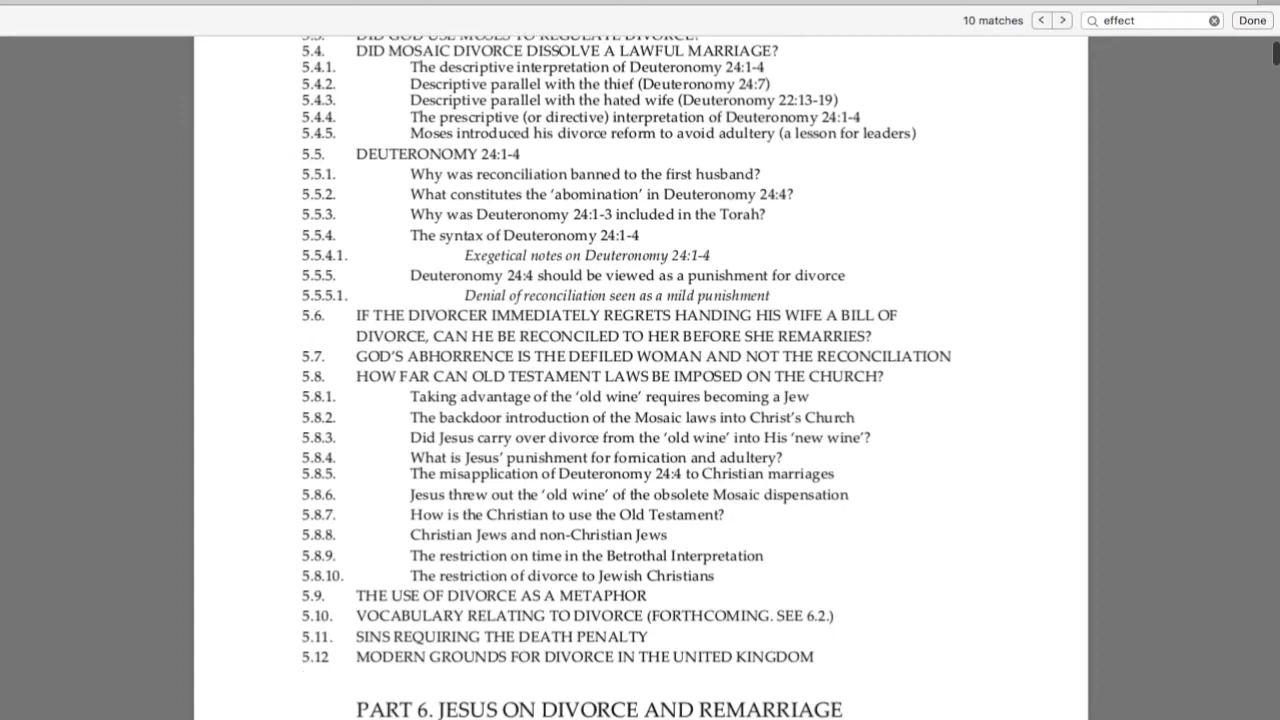 10 matches < > effect Done
5.3. DID GOD USE MOSES TO REGULATE DIVORCE?
5.4. DID MOSAIC DIVORCE DISSOLVE A LAWFUL MARRIAGE?
5.4.1. The descriptive interpretation of Deuteronomy 24:1-4
5.4.2. Descriptive parallel with the thief (Deuteronomy 24:7)
5.4.3. Descriptive parallel with the hated wife (Deuteronomy 22:13-19)
5.4.4. The prescriptive (or directive) interpretation of Deuteronomy 24:1-4
5.4.5. Moses introduced his divorce reform to avoid adultery (a lesson for leaders)
5.5. DEUTERONOMY 24:1-4
5.5.1. Why was reconciliation banned to the first husband?
5.5.2. What constitutes the ‘abomination’ in Deuteronomy 24:4?
5.5.3. Why was Deuteronomy 24:1-3 included in the Torah?
5.5.4. The syntax of Deuteronomy 24:1-4
5.5.4.1. Exegetical notes on Deuteronomy 24:1-4
5.5.5. Deuteronomy 24:4 should be viewed as a punishment for divorce
5.5.5.1. Denial of reconciliation seen as a mild punishment
5.6. IF THE DIVORCER IMMEDIATELY REGRETS HANDING HIS WIFE A BILL OF
DIVORCE, CAN HE BE RECONCILED TO HER BEFORE SHE REMARRIES?
5.7. GOD’S ABHORRENCE IS THE DEFILED WOMAN AND NOT THE RECONCILIATION
5.8. HOW FAR CAN OLD TESTAMENT LAWS BE IMPOSED ON THE CHURCH?
5.8.1. Taking advantage of the ‘old wine’ requires becoming a Jew
5.8.2. The backdoor introduction of the Mosaic laws into Christ’s Church
5.8.3. Did Jesus carry over divorce from the ‘old wine’ into His ‘new wine’?
5.8.4. What is Jesus’ punishment for fornication and adultery?
5.8.5. The misapplication of Deuteronomy 24:4 to Christian marriages
5.8.6. Jesus threw out the ‘old wine’ of the obsolete Mosaic dispensation
5.8.7. How is the Christian to use the Old Testament?
5.8.8. Christian Jews and non-Christian Jews
5.8.9. The restriction on time in the Betrothal Interpretation
5.8.10. The restriction of divorce to Jewish Christians
5.9. THE USE OF DIVORCE AS A METAPHOR
5.10. VOCABULARY RELATING TO DIVORCE (FORTHCOMING. SEE 6.2.)
5.11. SINS REQUIRING THE DEATH PENALTY
5.12 MODERN GROUNDS FOR DIVORCE IN THE UNITED KINGDOM
PART 6. JESUS ON DIVORCE AND REMARRIAGE